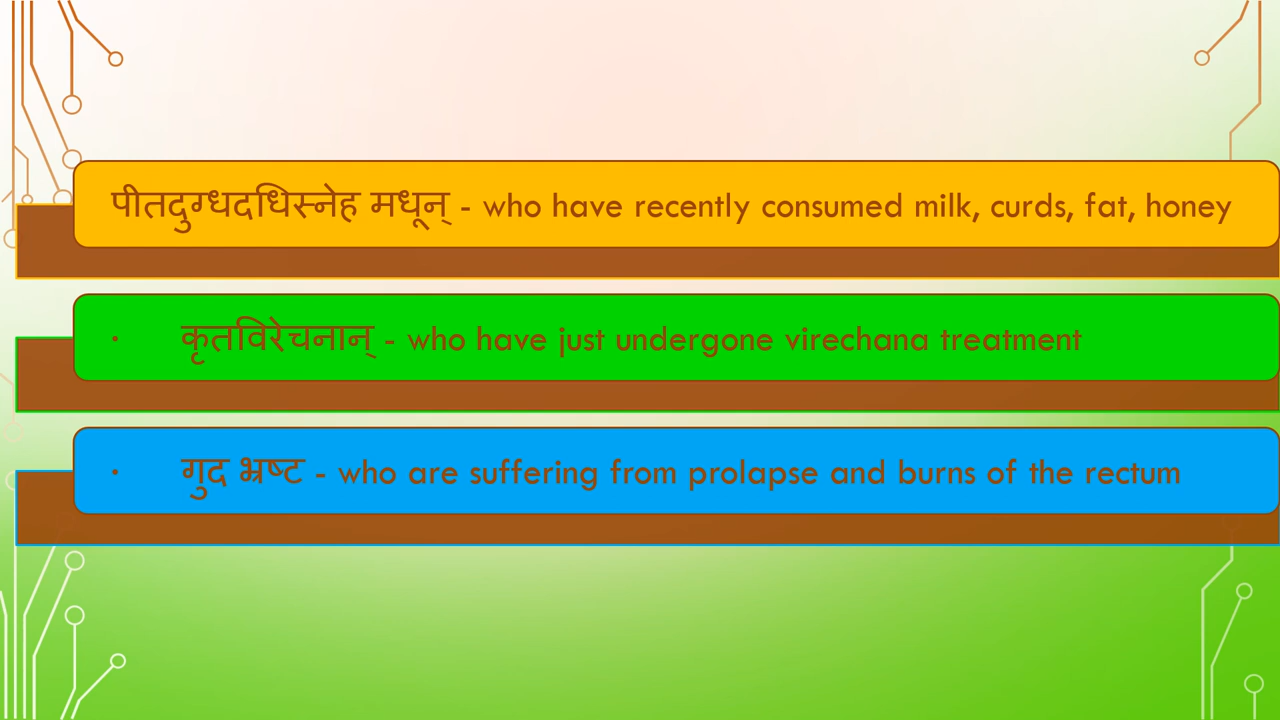 पीतदुग्धदधिस्नेह मधून् - who have recently consumed milk, curds, fat, honey
• कृतविरेचनान् - who have just undergone virechana treatment
• गुद भ्रष्ट - who are suffering from prolapse and burns of the rectum